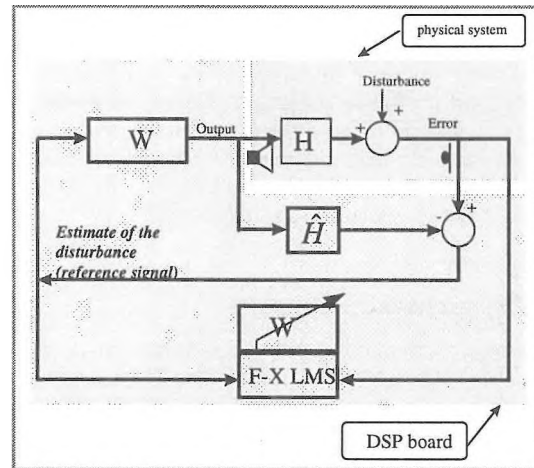 physical system
Disturbance
+
+
Error
Output
W
H
+
-
Ĥ
Estimate of the
disturbance
(reference signal)
W
F-X LMS
DSP board